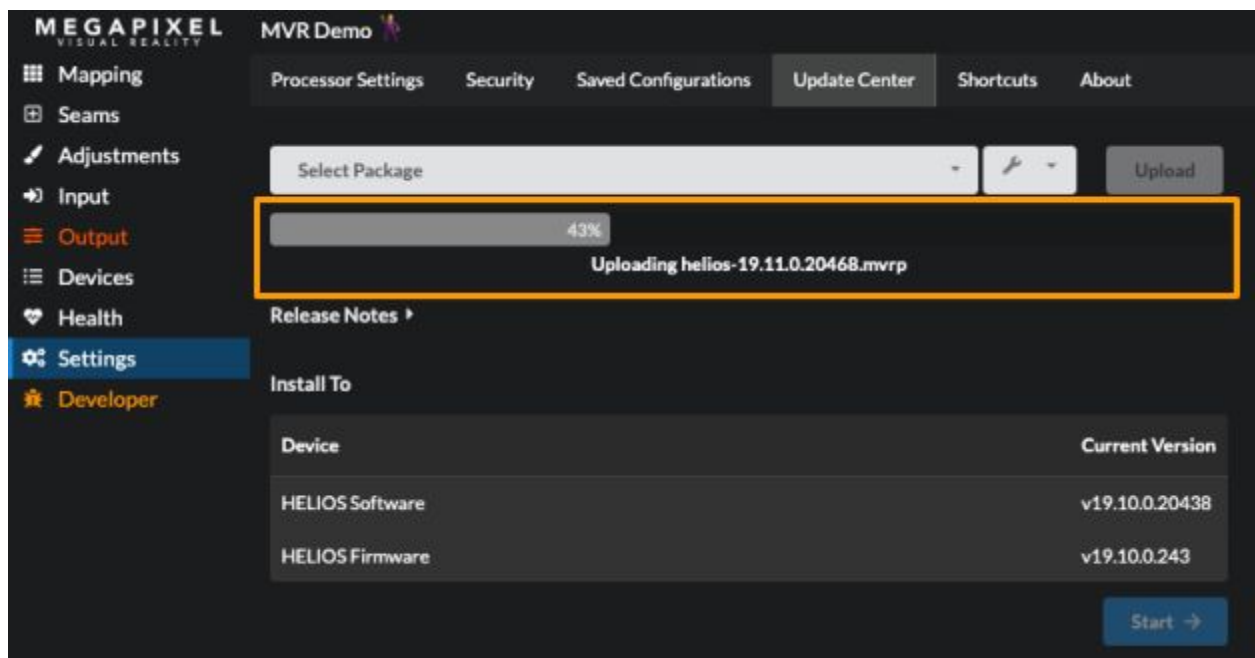 MEGAPIXEL
VISUAL REALITY
MVR Demo
Mapping
Seams
Adjustments
Input
Output
Devices
Health
Settings
Developer
Processor Settings Security Saved Configurations Update Center Shortcuts About
Select Package Upload
43%
Uploading helios-19.11.0.20468.mvrp
Release Notes
Install To
Device Current Version
HELIOS Software v19.10.0.20438
HELIOS Firmware v19.10.0.243
Start →